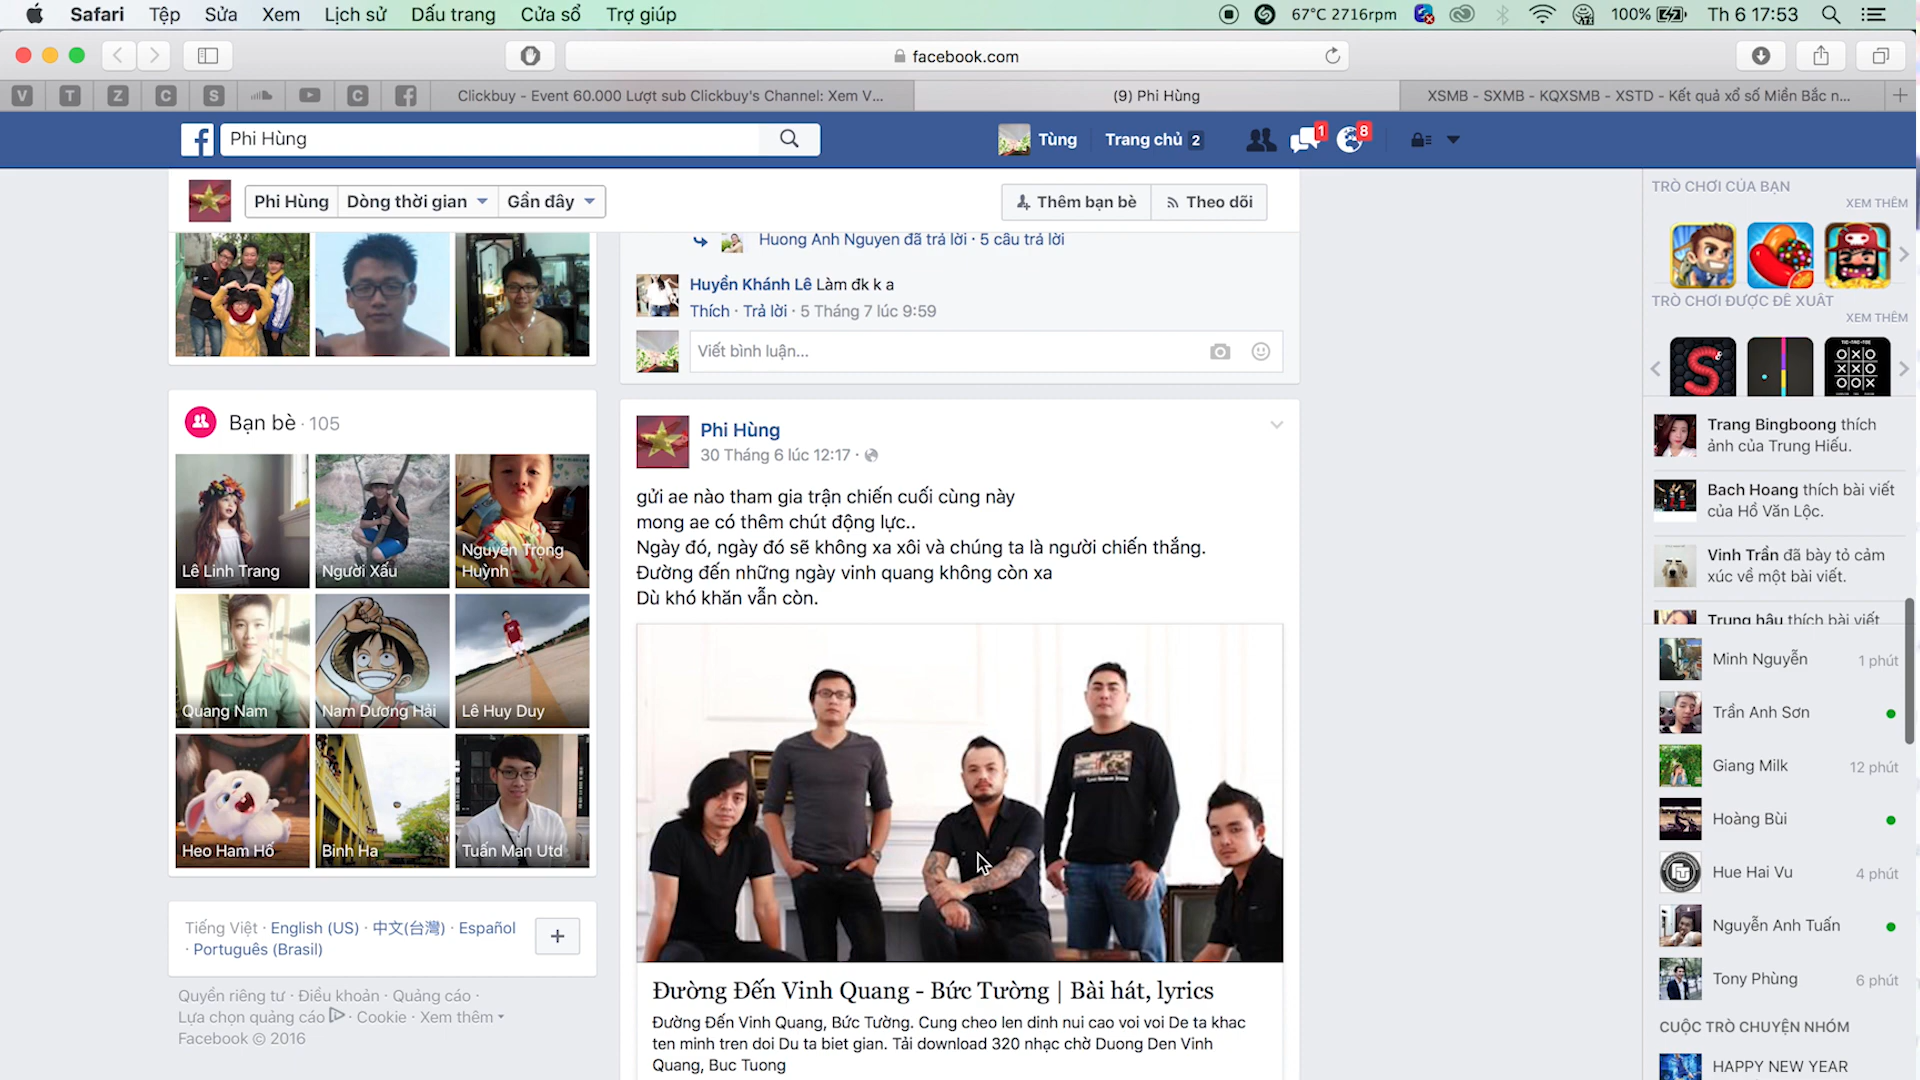 Safari Tệp Sửa Xem Lịch sử Dấu trang Cửa sổ Trợ giúp 67°C 2716rpm 100% Th 6 17:53
facebook.com
V T Z C S C Clickbuy - Event 60.000 Lượt sub Clickbuy's Channel: Xem V... (9) Phi Hùng XSMB - SXMB - KQXSMB - XSTD - Kết quả xổ số Miền Bắc n...
Phi Hùng Tùng Trang chủ 2 1 8
Phi Hùng Dòng thời gian Gần đây Thêm bạn bè Theo dõi
Huong Anh Nguyen đã trả lời · 5 câu trả lời
Huyền Khánh Lê Làm đk k a
Thích · Trả lời · 5 Tháng 7 lúc 9:59
Viết bình luận...
Bạn bè · 105
Lê Linh Trang
Người Xấu
Nguyễn Trọng
Huỳnh
Quang Nam
Nam Dương Hải
Lê Huy Duy
Heo Ham Hố
Binh Ha
Tuấn Man Utd
Tiếng Việt · English (US) · 中文(台灣) · Español
· Português (Brasil)
Quyền riêng tư · Điều khoản · Quảng cáo ·
Lựa chọn quảng cáo · Cookie · Xem thêm
Facebook © 2016
Phi Hùng
30 Tháng 6 lúc 12:17 ·
gửi ae nào tham gia trận chiến cuối cùng này
mong ae có thêm chút động lực..
Ngày đó, ngày đó sẽ không xa xôi và chúng ta là người chiến thắng.
Đường đến những ngày vinh quang không còn xa
Dù khó khăn vẫn còn.
Đường Đến Vinh Quang - Bức Tường | Bài hát, lyrics
Đường Đến Vinh Quang, Bức Tường. Cung cheo len dinh nui cao voi voi De ta khac
ten minh tren doi Du ta biet gian. Tải download 320 nhạc chờ Duong Den Vinh
Quang, Buc Tuong
TRÒ CHƠI CỦA BẠN
XEM THÊM
TRÒ CHƠI ĐƯỢC ĐỀ XUẤT
XEM THÊM
TIC-TAC-TOE
Trang Bingboong thích
ảnh của Trung Hiếu.
Bach Hoang thích bài viết
của Hồ Văn Lộc.
Vinh Trần đã bày tỏ cảm
xúc về một bài viết.
Trung hậu thích bài viết
Minh Nguyễn 1 phút
Trần Anh Sơn
Giang Milk 12 phút
Hoàng Bùi
Hue Hai Vu 4 phút
Nguyễn Anh Tuấn
Tony Phùng 6 phút
CUỘC TRÒ CHUYỆN NHÓM
HAPPY NEW YEAR